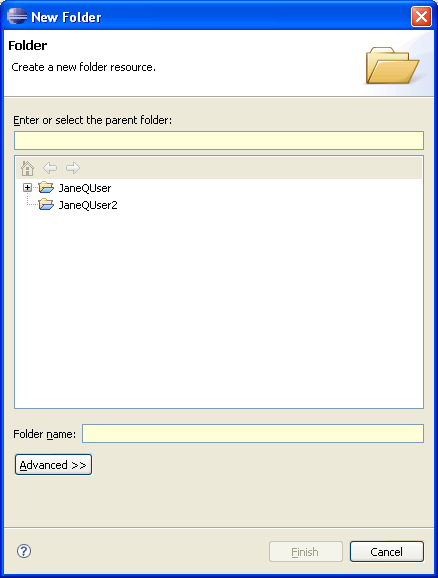 New Folder
Folder
Create a new folder resource.
Enter or select the parent folder:
JaneQUser
JaneQUser2
Folder name:
Advanced >>
?
Finish
Cancel